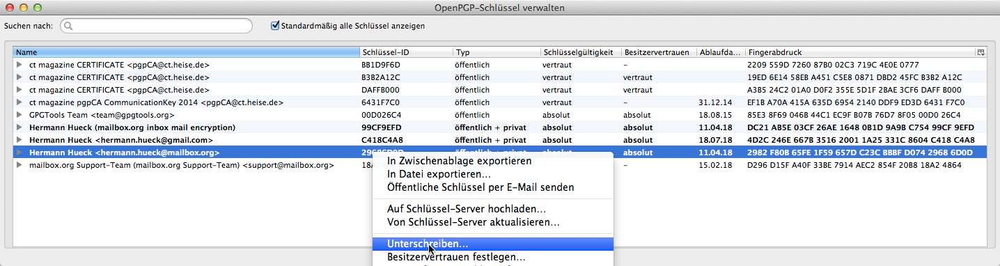 OpenPGP-Schlüssel verwalten
Suchen nach: Standardmäßig alle Schlüssel anzeigen
Name Schlüssel-ID Typ Schlüsselgültigkeit Besitzervertrauen Ablaufda... Fingerabdruck
ct magazine CERTIFICATE <pgpCA@ct.heise.de> BB1D9F6D öffentlich vertraut – 2209 559D 7260 87B0 02C3 719C 4E0E 0777
ct magazine CERTIFICATE <pgpCA@ct.heise.de> B3B2A12C öffentlich vertraut vertraut 19ED 6E14 58EB A451 C5E8 0871 DBD2 45FC B3B2 A12C
ct magazine CERTIFICATE <pgpCA@ct.heise.de> DAFFB000 öffentlich vertraut vertraut A3B5 24C2 01A0 D0F2 355E 5D1F 2BAE 3CF6 DAFF B000
ct magazine pgpCA CommunicationKey 2014 <pgpCA@ct.heise.de> 6431F7C0 öffentlich vertraut – 31.12.14 EF1B A70A 415A 635D 6954 2140 DDF9 ED3D 6431 F7C0
GPGTools Team <team@gpgtools.org> 00D026C4 öffentlich absolut absolut 18.08.15 85E3 8F69 046B 44C1 EC9F B07B 76D7 8F05 00D0 26C4
Hermann Hueck (mailbox.org inbox mail encryption) 99CF9EFD öffentlich + privat absolut absolut 11.04.18 DC21 AB5E 03CF 26AE 1648 0B1D 9A9B C754 99CF 9EFD
Hermann Hueck <hermann.hueck@gmail.com> C418C4A8 öffentlich + privat absolut absolut 18.07.18 4D2C 246E 667B 3516 2001 1A25 331C 8604 C418 C4A8
Hermann Hueck <hermann.hueck@mailbox.org> 29686D0D öffentlich + privat absolut absolut 11.04.18 2982 F80B 65FE 1F59 657D C23C BBBF D074 2968 6D0D
mailbox.org Support-Team (mailbox.org Support-Team) <support@mailbox.org> – 15.02.18 D296 D15F A40F 33BE 7914 AEC2 854F 20B8 18A2 4864
In Zwischenablage exportieren
In Datei exportieren...
Öffentliche Schlüssel per E-Mail senden
Auf Schlüssel-Server hochladen...
Von Schlüssel-Server aktualisieren...
Unterschreiben...
Besitzervertrauen festlegen...